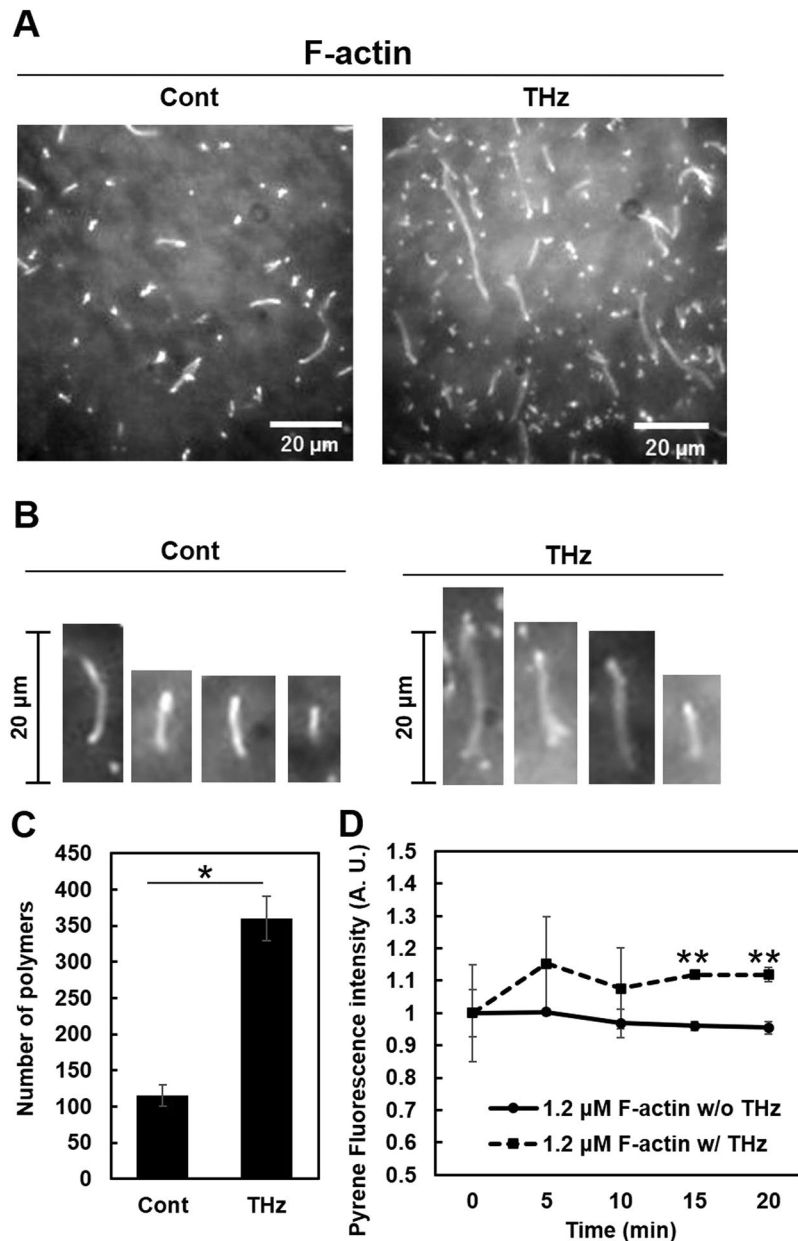 A
F-actin
Cont THz
20 µm 20 µm
B
Cont THz
20 µm 20 µm
C D
Number of polymers
450
400
350
300
250
200
150
100
50
0
*
Cont THz
Pyrene Fluorescence intensity (A. U.)
1.5
1.4
1.3
1.2
1.1
1
0.9
0.8
0.7
0.6
0.5
** **
1.2 µM F-actin w/o THz
1.2 µM F-actin w/ THz
0 5 10 15 20
Time (min)